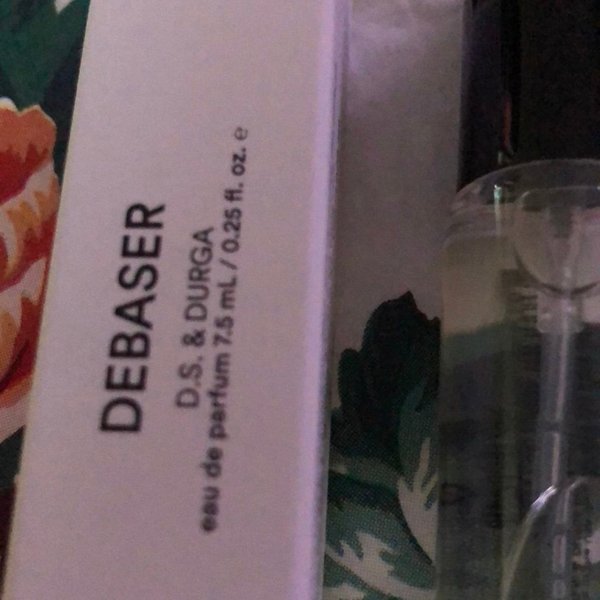 DEBASER
D.S. & DURGA
eau de parfum 7.5 mL / 0.25 fl. oz. e